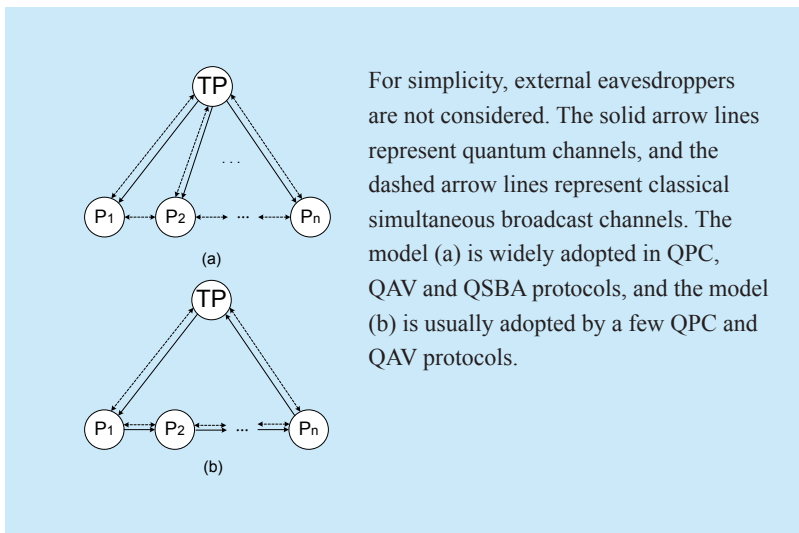 TP
. . .
P1 P2 ... Pn
(a)
TP
P1 P2 ... Pn
(b)
For simplicity, external eavesdroppers
are not considered. The solid arrow lines
represent quantum channels, and the
dashed arrow lines represent classical
simultaneous broadcast channels. The
model (a) is widely adopted in QPC,
QAV and QSBA protocols, and the model
(b) is usually adopted by a few QPC and
QAV protocols.